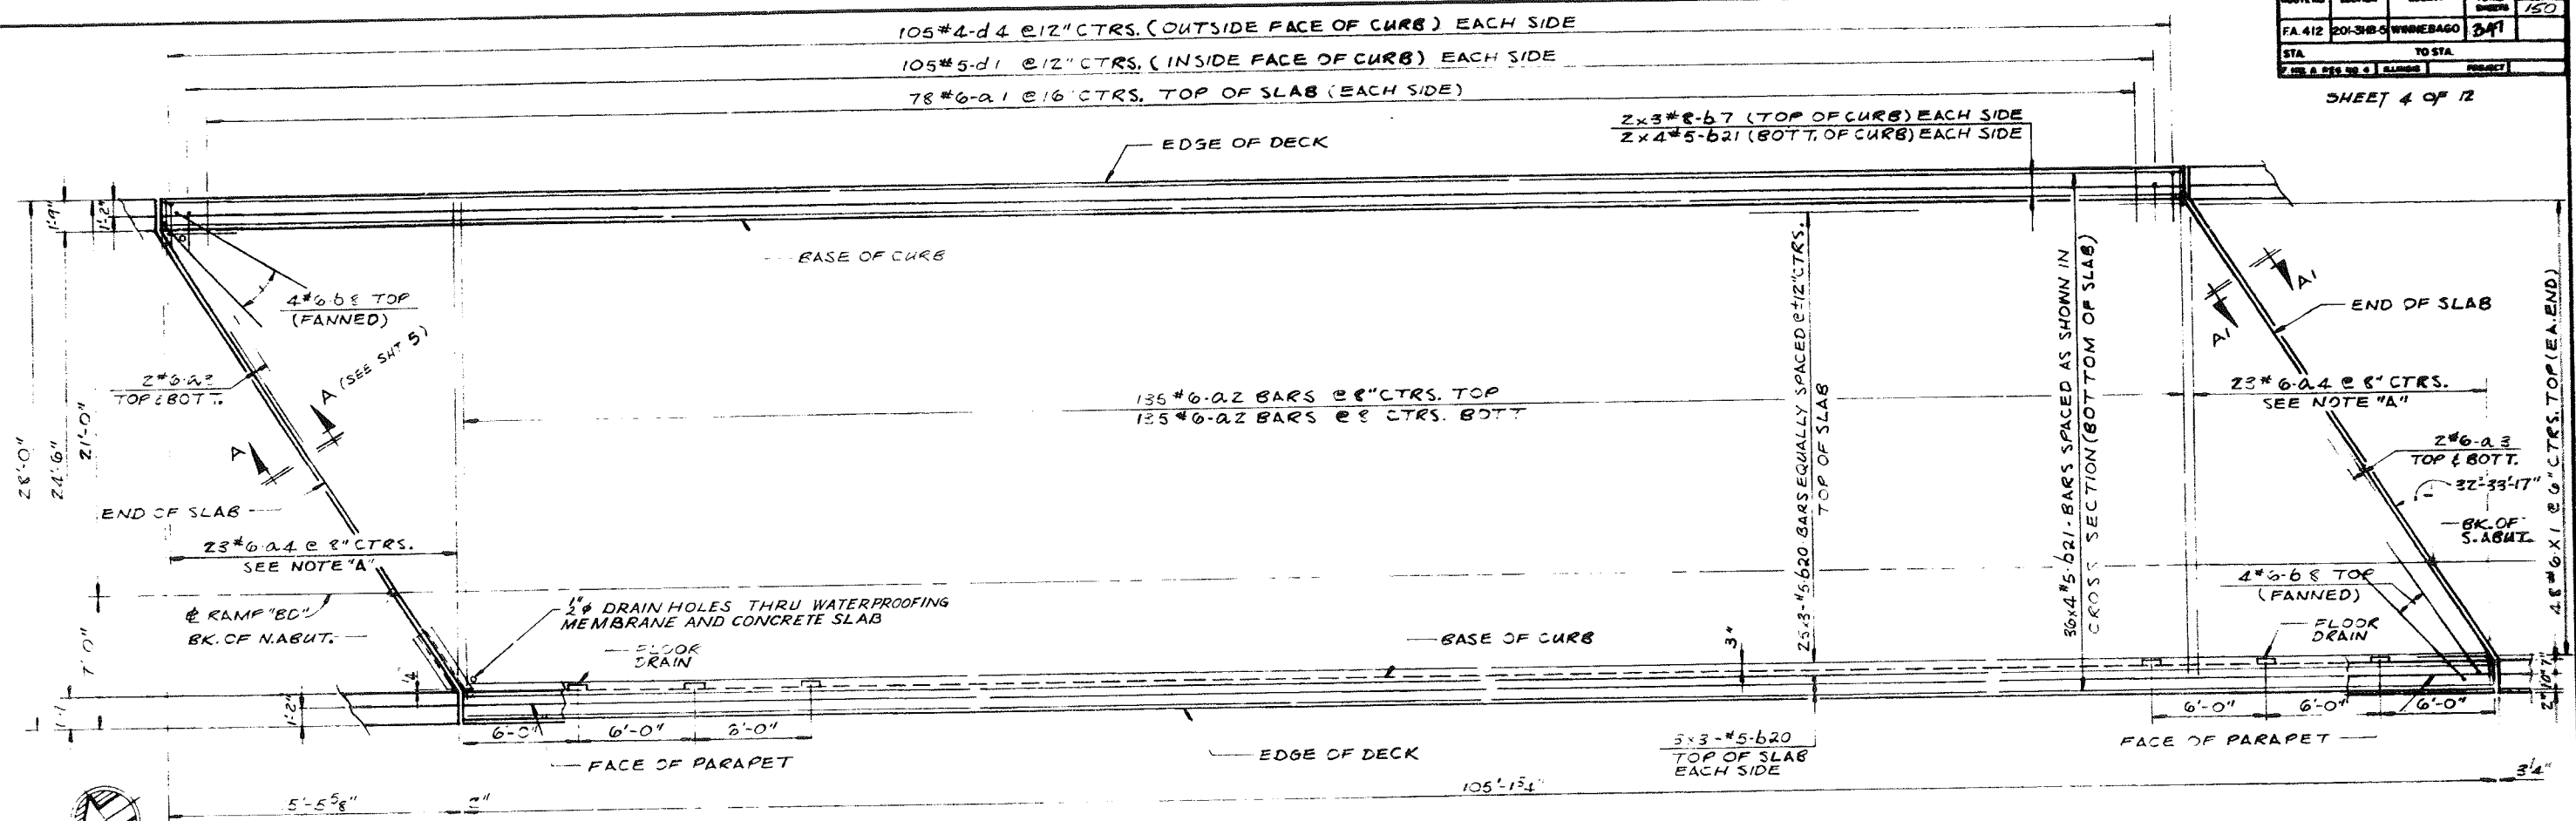 105#4-d4 @12" CTRS. (OUTSIDE FACE OF CURB) EACH SIDE
105#5-d1 @12" CTRS. (INSIDE FACE OF CURB) EACH SIDE
78#6-a1 @16 CTRS. TOP OF SLAB (EACH SIDE)
150
F.A. 412 201-3HB-5 WINNEBAGO 347
STA. TO STA.
SHEET 4 OF 12
2x3#8-b7 (TOP OF CURB) EACH SIDE
2x4#5-b21 (BOTT. OF CURB) EACH SIDE
EDGE OF DECK
1'-9"
1'-2"
BASE OF CURB
4#6-b8 TOP
(FANNED)
A (SEE SHT 5)
A
2#6-a3
TOP & BOTT.
28'-0"
24'-6"
21'-0"
END OF SLAB
23#6-a4 @ 8" CTRS.
SEE NOTE "A"
135#6-a2 BARS @ 8" CTRS. TOP
135#6-a2 BARS @ 8 CTRS. BOTT
25x3-#5-b20 BARS EQUALLY SPACED @±12" CTRS.
TOP OF SLAB
36x4#5-b21-BARS SPACED AS SHOWN IN
CROSS SECTION (BOTTOM OF SLAB)
A1
A1
END OF SLAB
23#6-a4 @ 8" CTRS.
SEE NOTE "A"
2#6-a3
TOP & BOTT.
32°-33'-17"
BK. OF
S. ABUT.
48#6X1 @ 6" CTRS. TOP (EA. END)
4#6-b8 TOP
(FANNED)
FLOOR
DRAIN
℄ RAMP "BD"
BK. OF N. ABUT.
7'-0"
1'-1
1'-2"
1/2"⌀ DRAIN HOLES THRU WATERPROOFING
MEMBRANE AND CONCRETE SLAB
FLOOR
DRAIN
BASE OF CURB
3"
6'-0"
6'-0"
6'-0"
6'-0"
6'-0"
6'-0"
FACE OF PARAPET
EDGE OF DECK
5x3-#5-b20
TOP OF SLAB
EACH SIDE
FACE OF PARAPET
5'-5 5/8"
105'-1 3/4"
3 1/4"